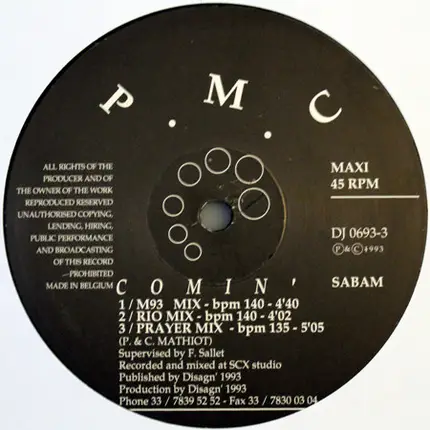 P.M.C
ALL RIGHTS OF THE
PRODUCER AND OF
THE OWNER OF THE WORK
REPRODUCED RESERVED
UNAUTHORISED COPYING,
LENDING, HIRING,
PUBLIC PERFORMANCE
AND BROADCASTING
OF THIS RECORD
—PROHIBITED
MADE IN BELGIUM
MAXI
45 RPM
DJ 0693-3
Ⓟ & © 1993
SABAM
COMIN'
1 / M93 MIX - bpm 140 - 4'40
2 / RIO MIX - bpm 140 - 4'02
3 / PRAYER MIX - bpm 135 - 5'05
(P. & C. MATHIOT)
Supervised by F. Sallet
Recorded and mixed at SCX studio
Published by Disagn' 1993
Production by Disagn' 1993
Phone 33 / 7839 52 52 - Fax 33 / 7830 03 04